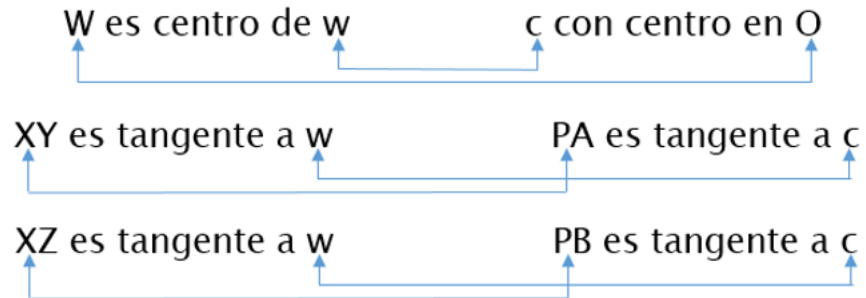 W es centro de w c con centro en O
XY es tangente a w PA es tangente a c
XZ es tangente a w PB es tangente a c